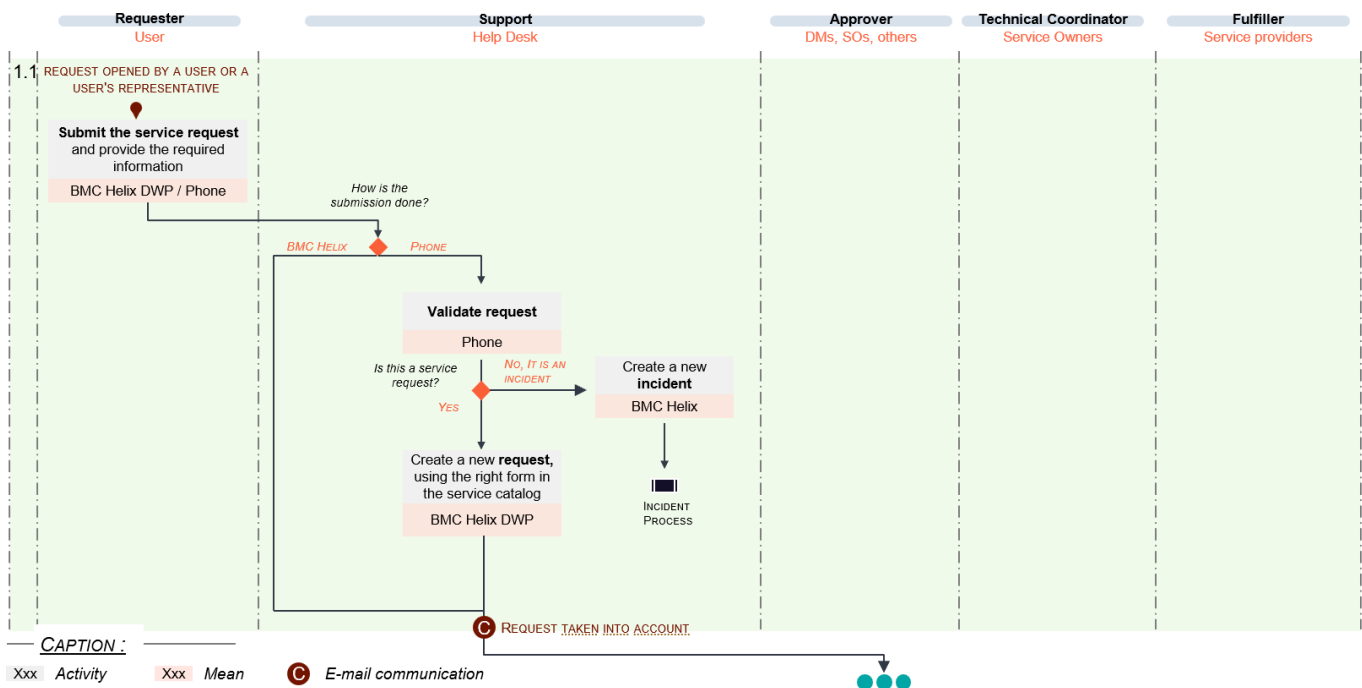 Requester
User
Support
Help Desk
Approver
DMs, SOs, others
Technical Coordinator
Service Owners
Fulfiller
Service providers
1.1
REQUEST OPENED BY A USER OR A
USER'S REPRESENTATIVE
Submit the service request
and provide the required
information
BMC Helix DWP / Phone
How is the
submission done?
BMC HELIX
PHONE
Validate request
Phone
Is this a service
request?
NO, IT IS AN
INCIDENT
YES
Create a new
incident
BMC Helix
Create a new request,
using the right form in
the service catalog
BMC Helix DWP
INCIDENT
PROCESS
C REQUEST TAKEN INTO ACCOUNT
CAPTION :
Xxx Activity
Xxx Mean
C E-mail communication